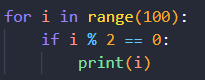 for i in range(100):
    if i % 2 == 0:
        print(i)